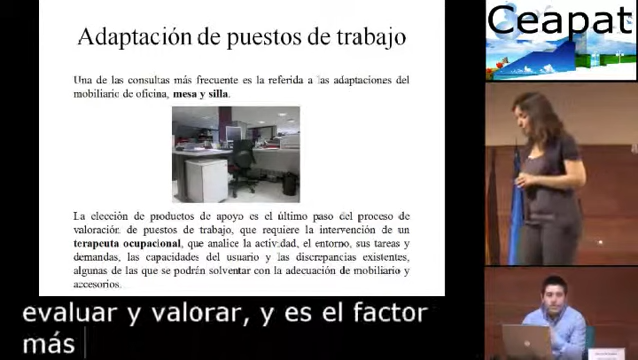 Adaptación de puestos de trabajo
Ceapat
Una de las consultas más frecuente es la referida a las adaptaciones del
mobiliario de oficina, mesa y silla.
La elección de productos de apoyo es el último paso del proceso de
valoración de puestos de trabajo, que requiere la intervención de un
terapeuta ocupacional, que analice la actividad, el entorno, sus tareas y
demandas, las capacidades del usuario y las discrepancias existentes,
algunas de las que se podrán solventar con la adecuación de mobiliario y
accesorios.
evaluar y valorar, y es el factor
más